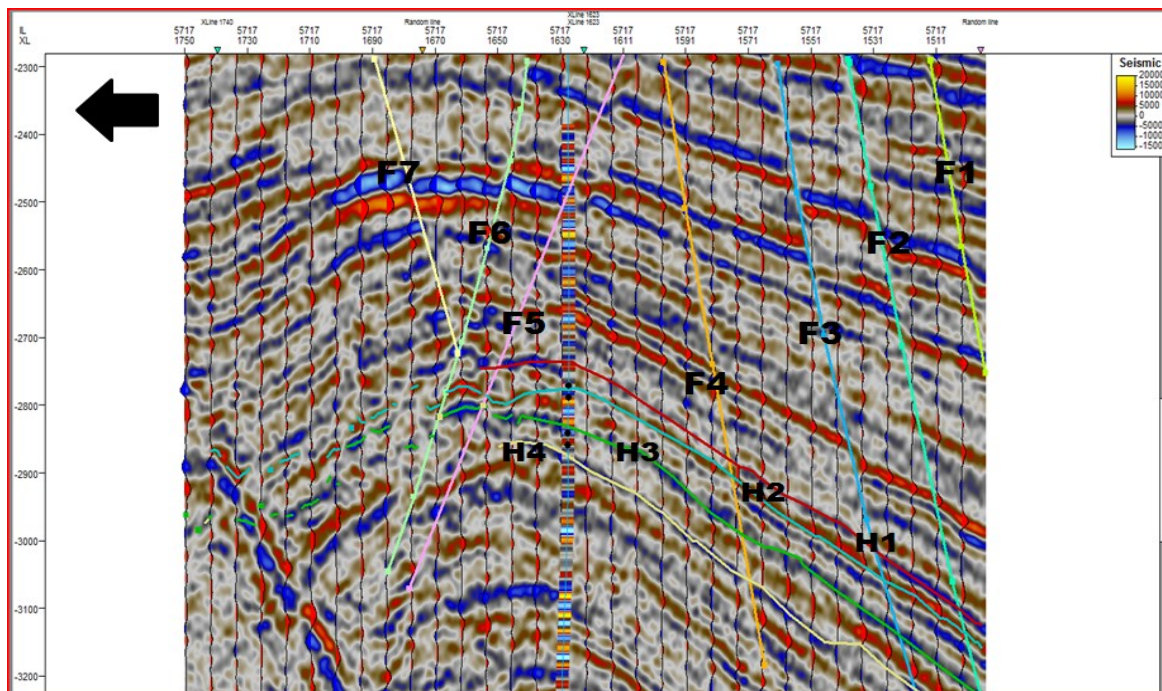 XLine 1740 Random line XLine 1623 Random line
XLine 1623
IL 5717 5717 5717 5717 5717 5717 5717 5717 5717 5717 5717 5717 5717
XL 1750 1730 1710 1690 1670 1650 1630 1611 1591 1571 1551 1531 1511
Seismic
20000
15000
10000
5000
0
-5000
-1000
-1500
-2300
-2400
-2500
-2600
-2700
-2800
-2900
-3000
-3100
-3200
F7
F1
F6
F2
F5
F3
F4
H4
H3
H2
H1